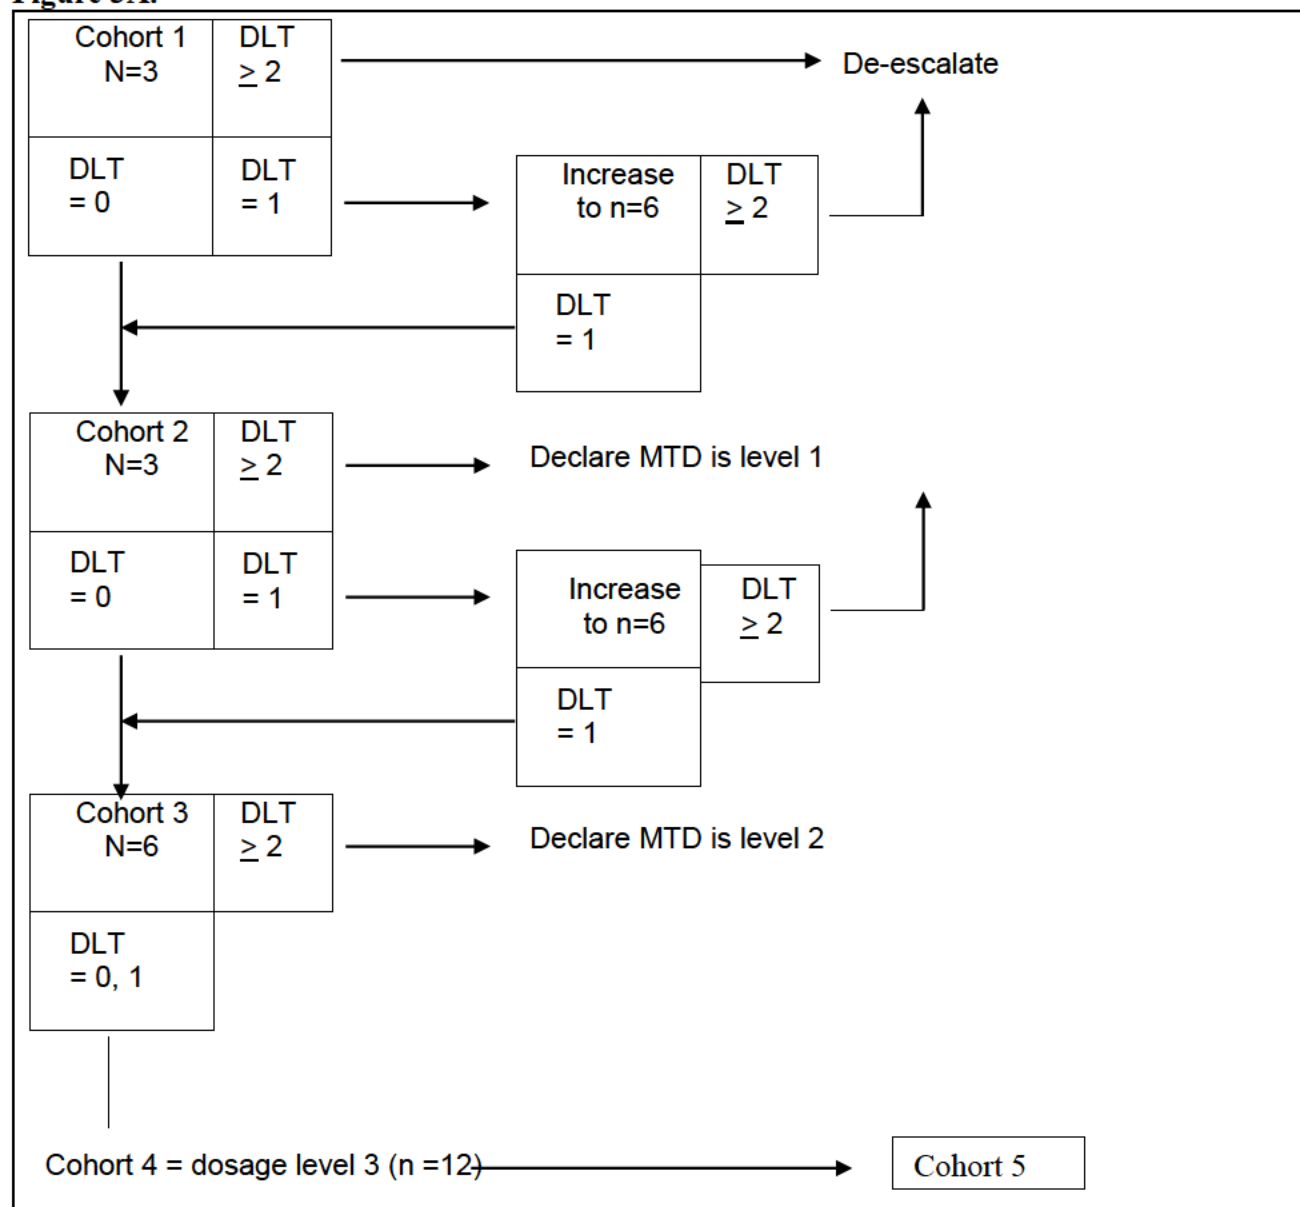 Cohort 1
N=3
DLT
≥ 2
De-escalate
DLT
= 0
DLT
= 1
Increase
to n=6
DLT
≥ 2
DLT
= 1
Cohort 2
N=3
DLT
≥ 2
Declare MTD is level 1
DLT
= 0
DLT
= 1
Increase
to n=6
DLT
≥ 2
DLT
= 1
Cohort 3
N=6
DLT
≥ 2
Declare MTD is level 2
DLT
= 0, 1
Cohort 4 = dosage level 3 (n =12)
Cohort 5